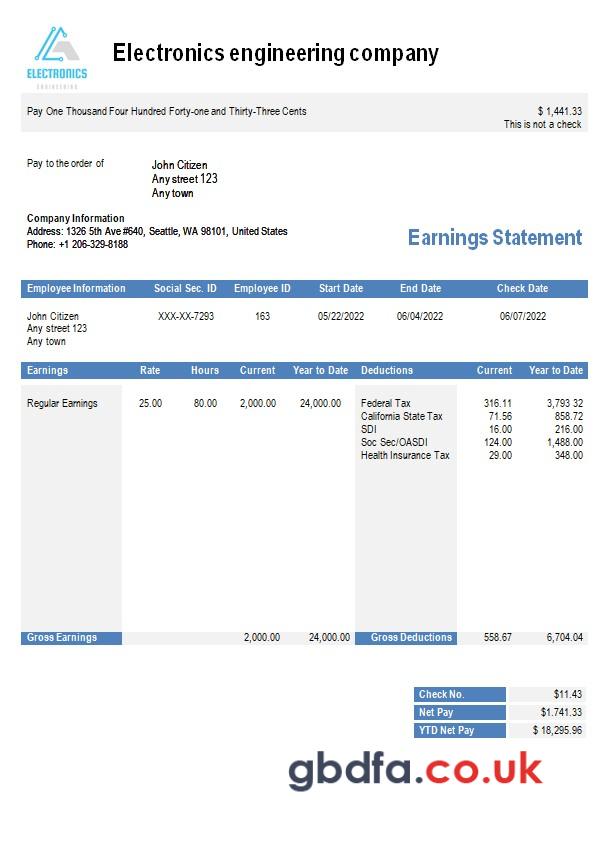 ELECTRONICS
ENGINEERING
Electronics engineering company
Pay One Thousand Four Hundred Forty-one and Thirty-Three Cents $ 1,441.33
This is not a check
Pay to the order of John Citizen
Any street 123
Any town
Company Information
Address: 1326 5th Ave #640, Seattle, WA 98101, United States
Phone: +1 206-329-8188
Earnings Statement
Employee Information Social Sec. ID Employee ID Start Date End Date Check Date
John Citizen XXX-XX-7293 163 05/22/2022 06/04/2022 06/07/2022
Any street 123
Any town
Earnings Rate Hours Current Year to Date Deductions Current Year to Date
Regular Earnings 25.00 80.00 2,000.00 24,000.00 Federal Tax 316.11 3,793.32
California State Tax 71.56 858.72
SDI 16.00 216.00
Soc Sec/OASDI 124.00 1,488.00
Health Insurance Tax 29.00 348.00
Gross Earnings 2,000.00 24,000.00 Gross Deductions 558.67 6,704.04
Check No. $11.43
Net Pay $1.741.33
YTD Net Pay $ 18,295.96
gbdfa.co.uk